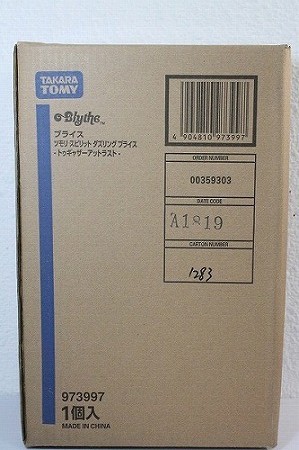 TAKARA
TOMY
Blythe™
ブライス
ツモリ スピリット ダズリング ブライス
- トゥギャザーアットラスト -
4 904810 973997
ORDER NUMBER
00359303
DATE CODE
A1819
CARTON NUMBER
1283
973997
1個入
MADE IN CHINA